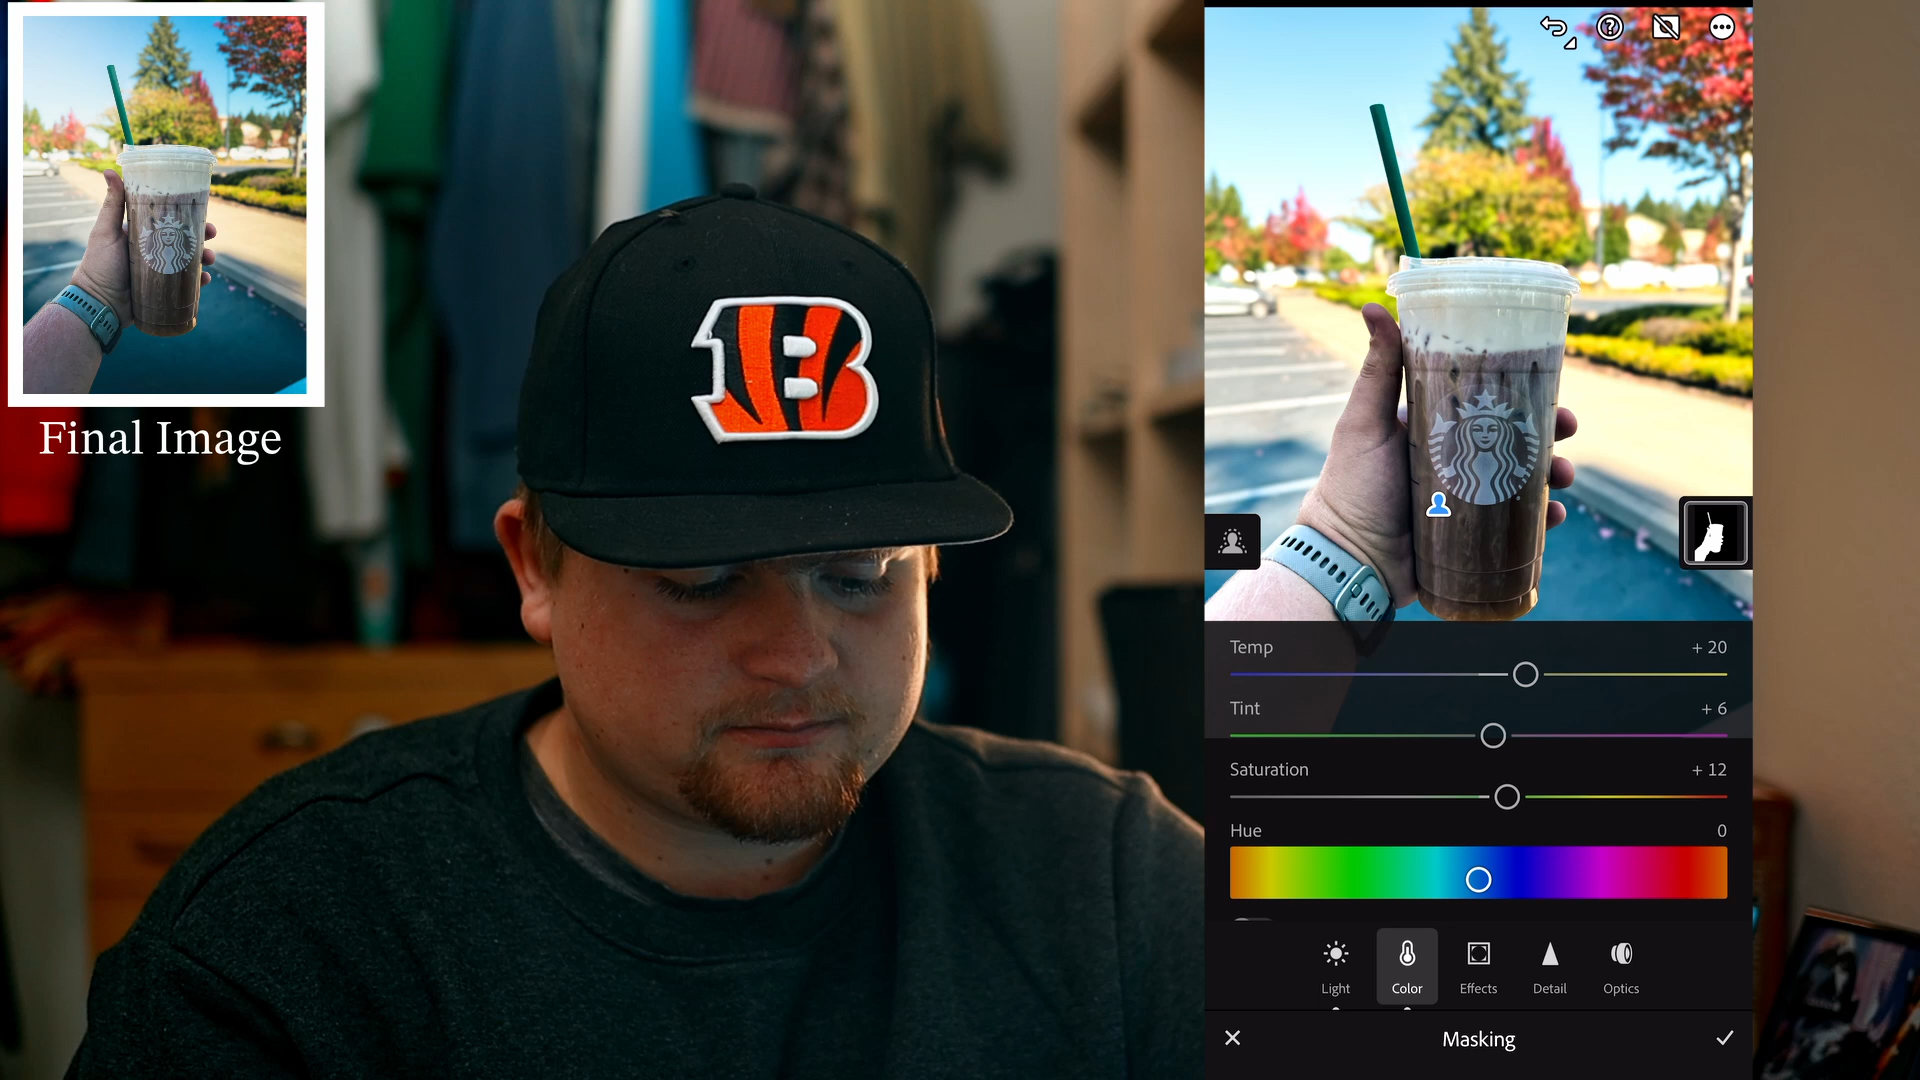 Final Image
B
Temp
+ 20
Tint
+ 6
Saturation
+ 12
Hue
0
Light
Color
Effects
Detail
Optics
Masking